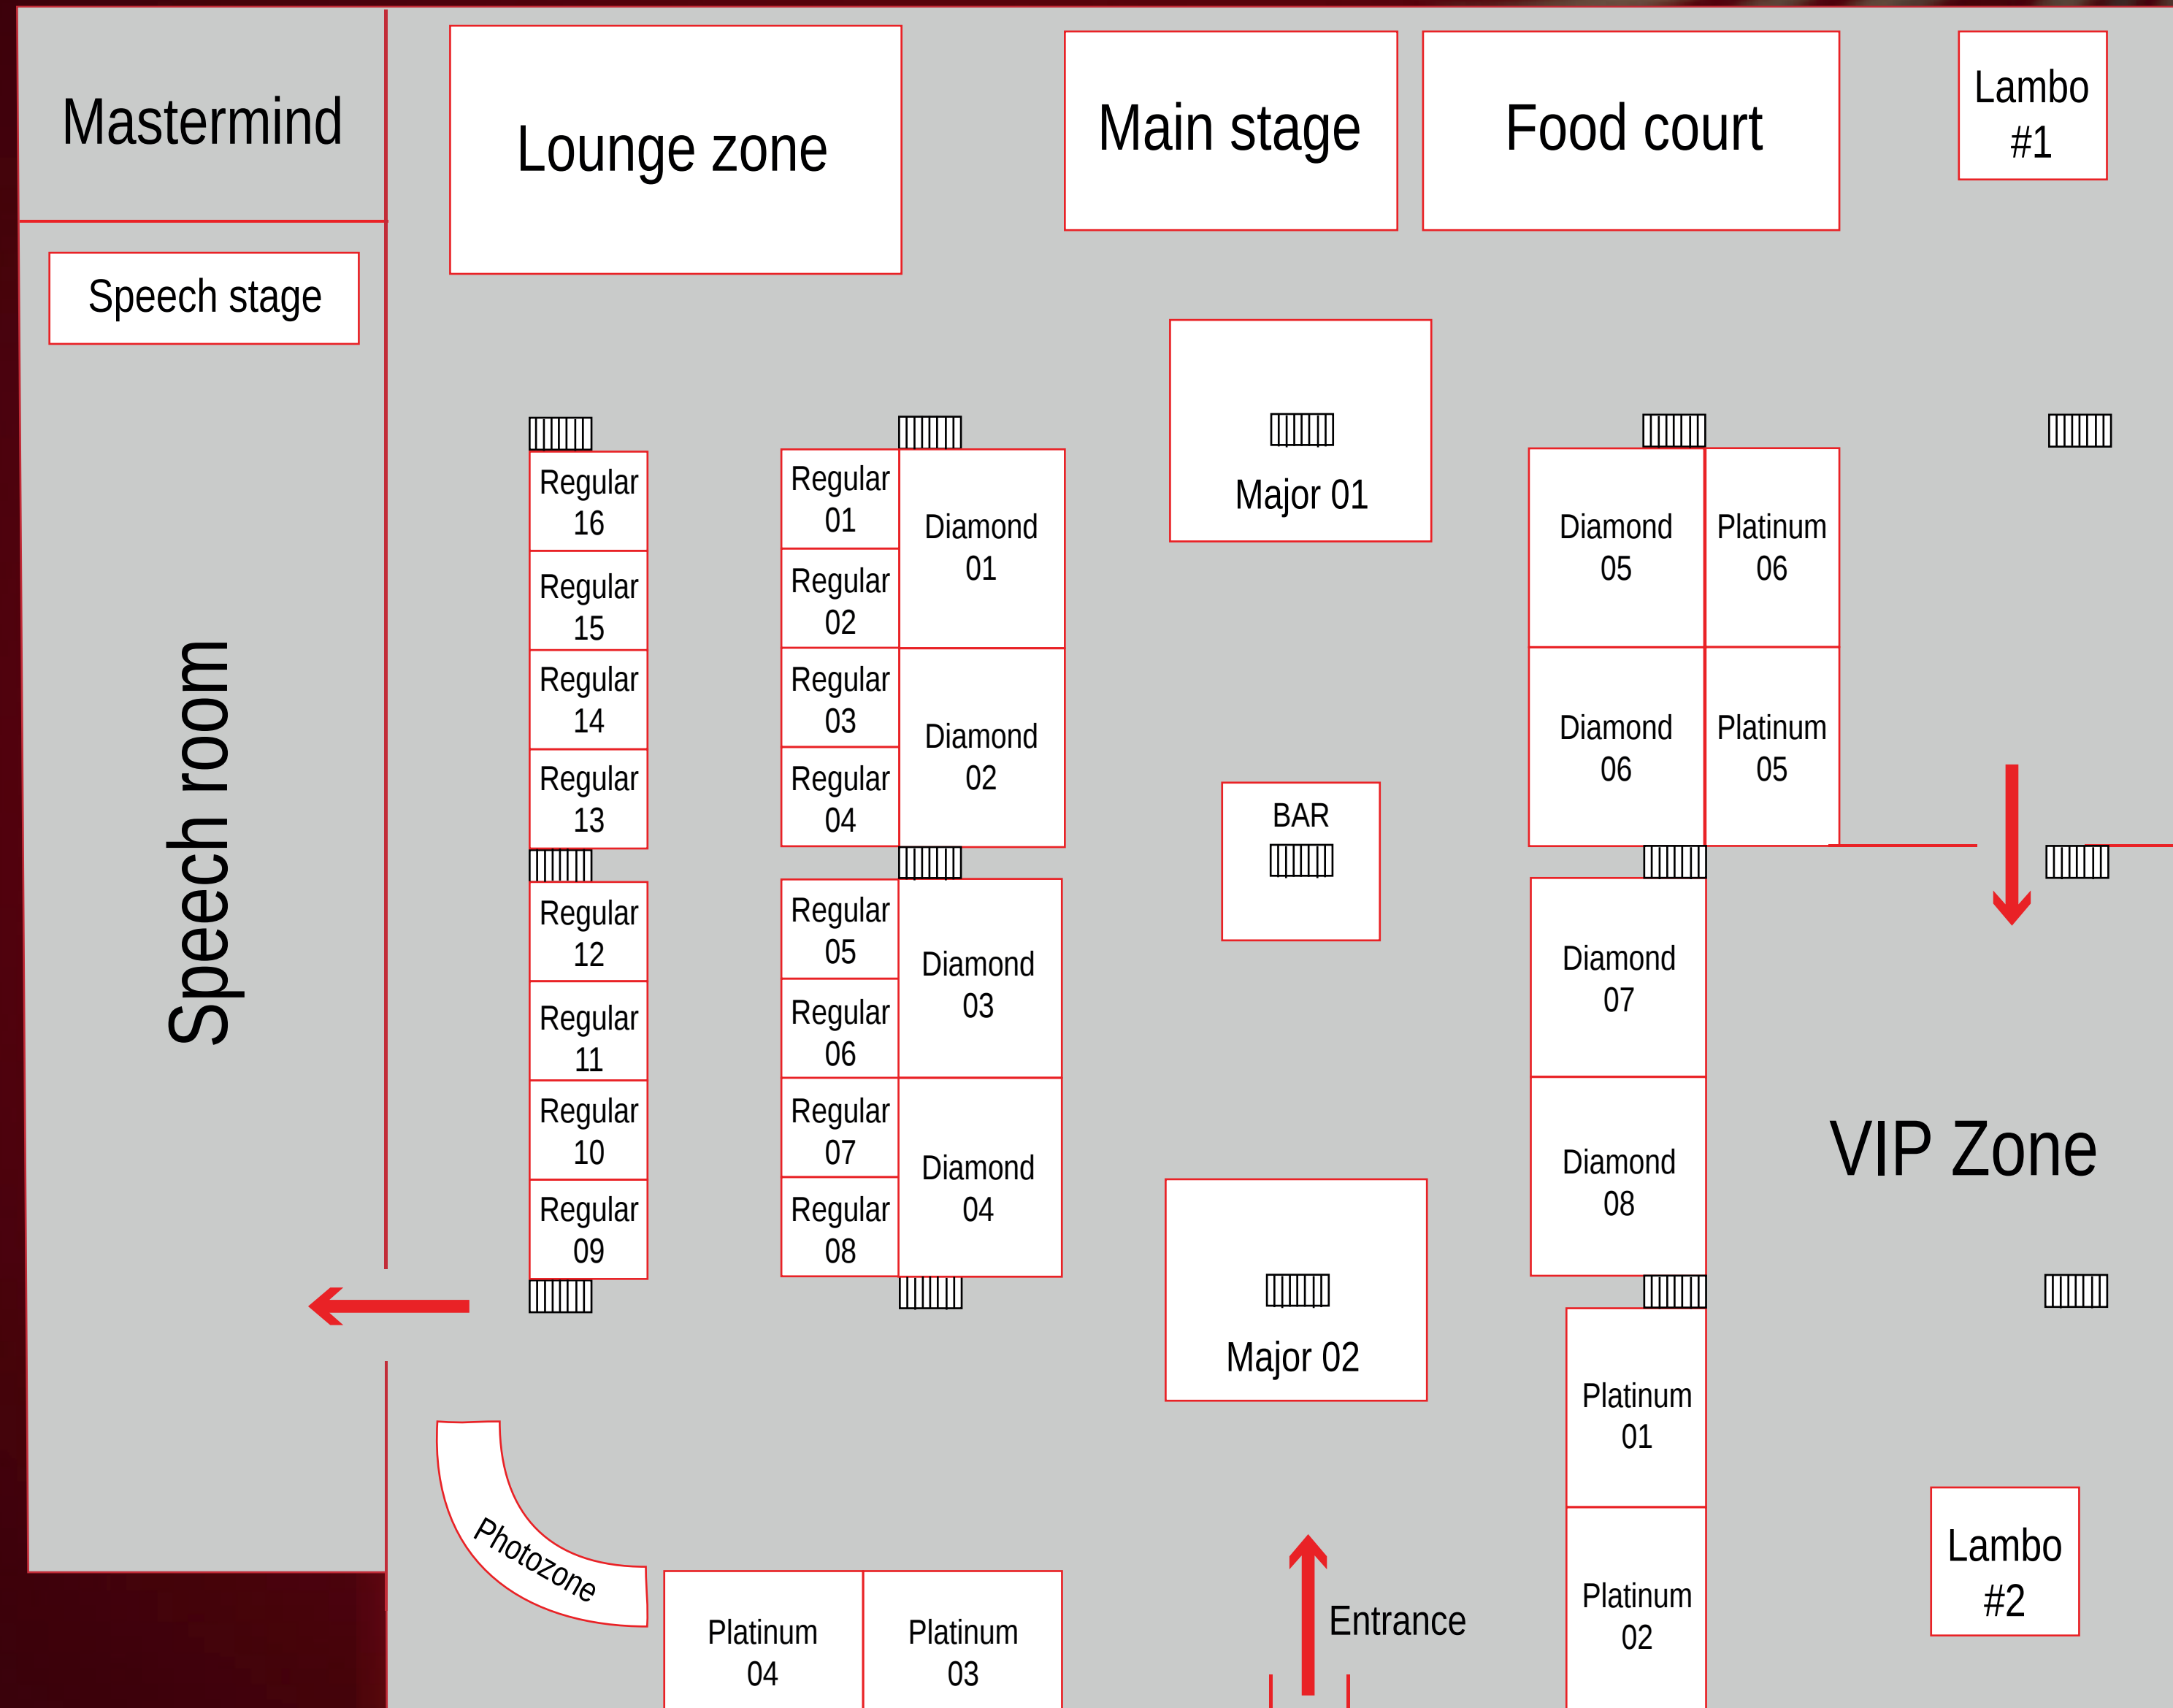 Mastermind
Lounge zone
Main stage
Food court
Lambo
#1
Speech stage
Speech room
Major 01
Regular
16
Regular
15
Regular
14
Regular
13
Regular
12
Regular
11
Regular
10
Regular
09
Regular
01
Regular
02
Regular
03
Regular
04
Regular
05
Regular
06
Regular
07
Regular
08
Diamond
01
Diamond
02
Diamond
03
Diamond
04
BAR
Major 02
Diamond
05
Platinum
06
Diamond
06
Platinum
05
Diamond
07
Diamond
08
VIP Zone
Platinum
01
Platinum
02
Lambo
#2
Photozone
Platinum
04
Platinum
03
Entrance